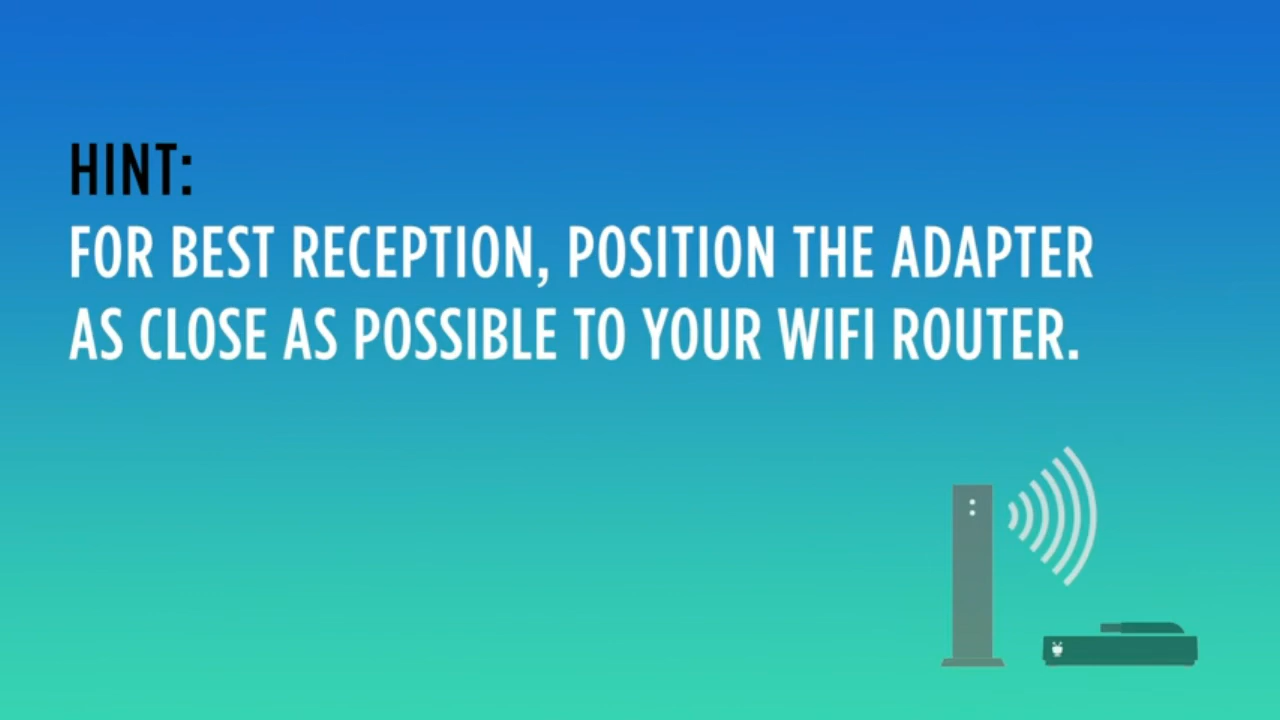 HINT:
FOR BEST RECEPTION, POSITION THE ADAPTER
AS CLOSE AS POSSIBLE TO YOUR WIFI ROUTER.